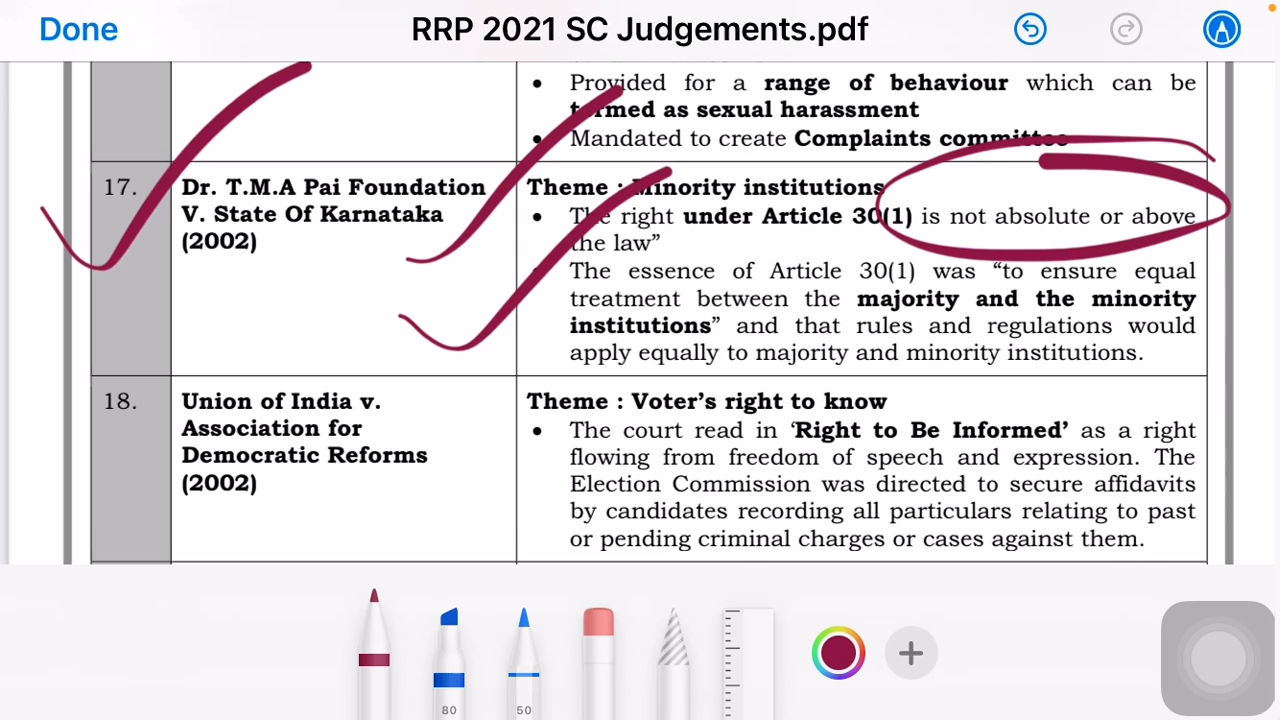 Done
RRP 2021 SC Judgements.pdf
• Provided for a range of behaviour which can be
termed as sexual harassment
• Mandated to create Complaints committee
17.
Dr. T.M.A Pai Foundation
V. State Of Karnataka
(2002)
Theme : Minority institutions
• The right under Article 30(1) is not absolute or above
the law”
The essence of Article 30(1) was “to ensure equal
treatment between the majority and the minority
institutions” and that rules and regulations would
apply equally to majority and minority institutions.
18.
Union of India v.
Association for
Democratic Reforms
(2002)
Theme : Voter’s right to know
• The court read in ‘Right to Be Informed’ as a right
flowing from freedom of speech and expression. The
Election Commission was directed to secure affidavits
by candidates recording all particulars relating to past
or pending criminal charges or cases against them.
80
50